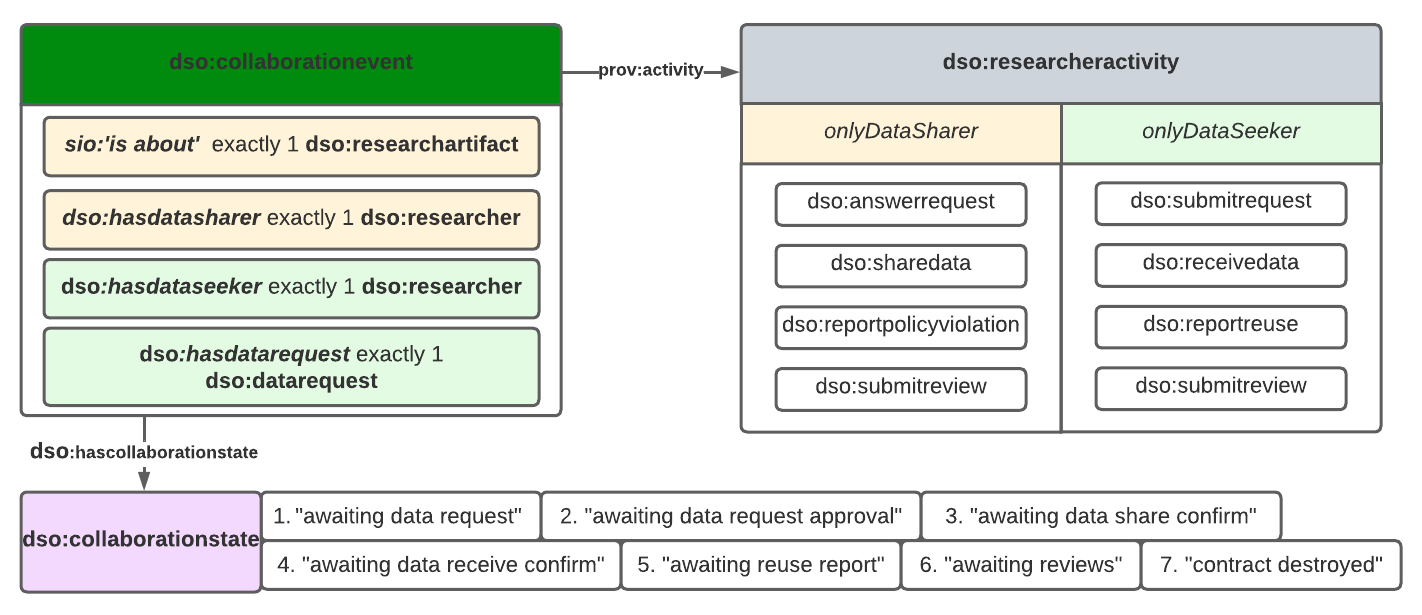 dso:collaborationevent
prov:activity
dso:researcheractivity
sio:'is about' exactly 1 dso:researchartifact
dso:hasdatasharer exactly 1 dso:researcher
dso:hasdataseeker exactly 1 dso:researcher
dso:hasdatarequest exactly 1
dso:datarequest
onlyDataSharer
onlyDataSeeker
dso:answerrequest
dso:submitrequest
dso:sharedata
dso:receivedata
dso:reportpolicyviolation
dso:reportreuse
dso:submitreview
dso:submitreview
dso:hascollaborationstate
dso:collaborationstate
1. "awaiting data request"
2. "awaiting data request approval"
3. "awaiting data share confirm"
4. "awaiting data receive confirm"
5. "awaiting reuse report"
6. "awaiting reviews"
7. "contract destroyed"